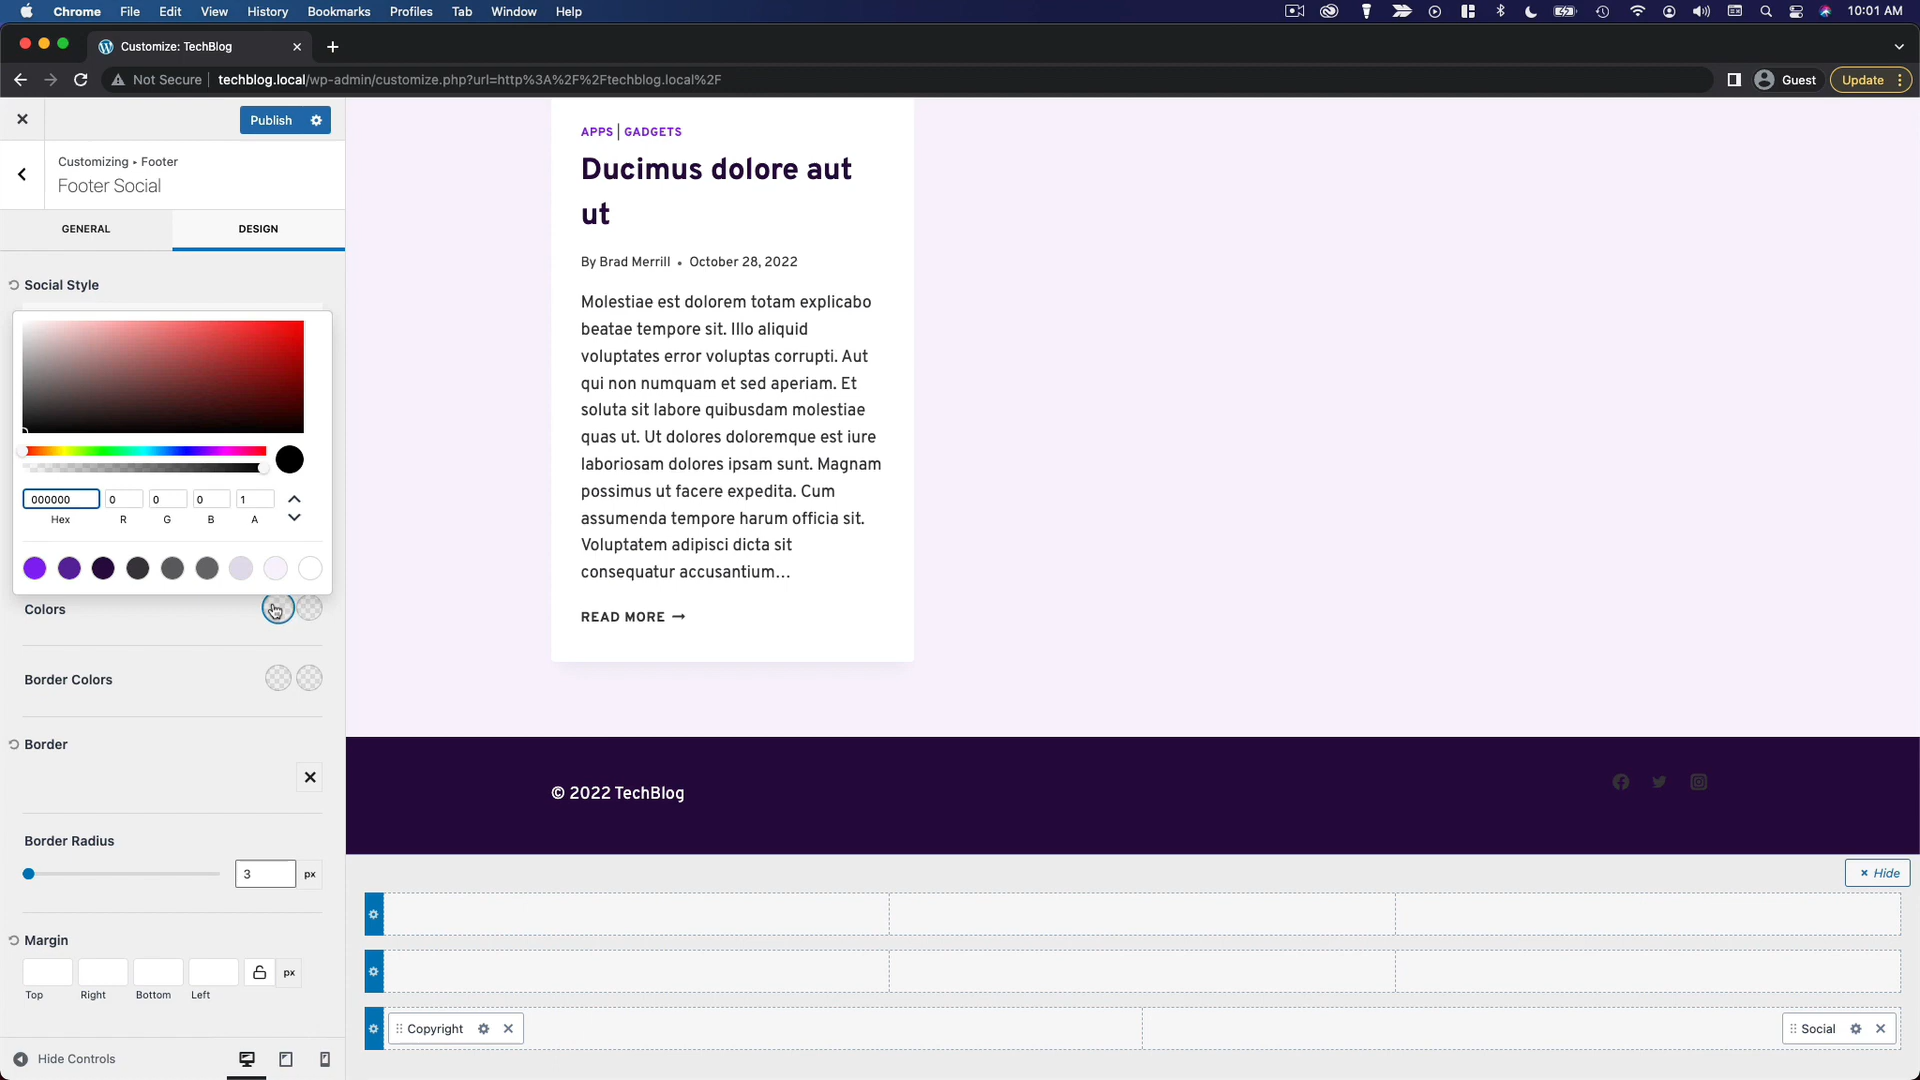 Chrome File Edit View History Bookmarks Profiles Tab Window Help 10:01 AM
Customize: TechBlog
Not Secure techblog.local/wp-admin/customize.php?url=http%3A%2F%2Ftechblog.local%2F Guest Update
Publish
Customizing ▸ Footer
Footer Social
GENERAL DESIGN
Social Style
000000 0 0 0 1
Hex R G B A
Colors
Border Colors
Border
Border Radius
3 px
Margin
px
Top Right Bottom Left
Hide Controls
APPS | GADGETS
Ducimus dolore aut
ut
By Brad Merrill • October 28, 2022
Molestiae est dolorem totam explicabo
beatae tempore sit. Illo aliquid
voluptates error voluptas corrupti. Aut
qui non numquam et sed aperiam. Et
soluta sit labore quibusdam molestiae
quas ut. Ut dolores doloremque est iure
laboriosam dolores ipsam sunt. Magnam
possimus ut facere expedita. Cum
assumenda tempore harum officia sit.
Voluptatem adipisci dicta sit
consequatur accusantium…
READ MORE →
© 2022 TechBlog
× Hide
Copyright
Social